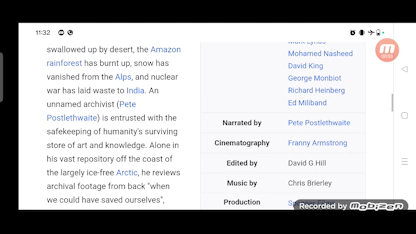 11:32
swallowed up by desert, the Amazon
rainforest has burnt up, snow has
vanished from the Alps, and nuclear
war has laid waste to India. An
unnamed archivist (Pete
Postlethwaite) is entrusted with the
safekeeping of humanity's surviving
store of art and knowledge. Alone in
his vast repository off the coast of
the largely ice-free Arctic, he reviews
archival footage from back "when
we could have saved ourselves",
Mohamed Nasheed
David King
George Monbiot
Richard Heinberg
Ed Miliband
Narrated by Pete Postlethwaite
Cinematography Franny Armstrong
Edited by David G Hill
Music by Chris Brierley
Production
Recorded by Mobizen